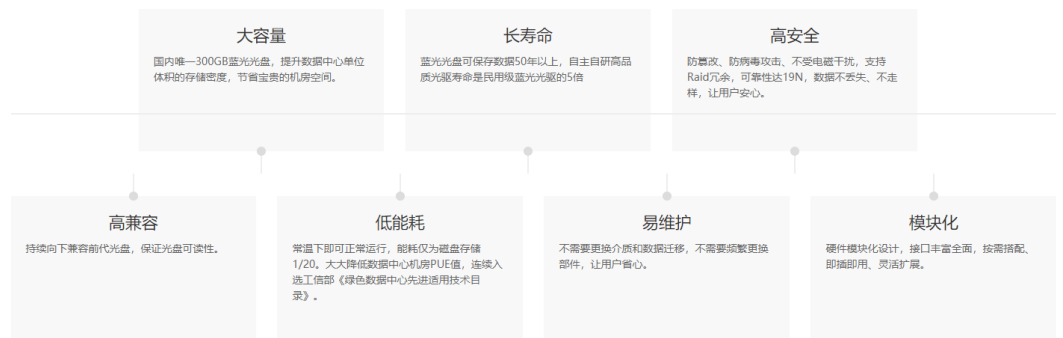 大容量
国内唯一300GB蓝光光盘，提升数据中心单位
体积的存储密度，节省宝贵的机房空间。
长寿命
蓝光光盘可保存数据50年以上，自主自研高品
质光驱寿命是民用级蓝光光驱的5倍
高安全
防篡改、防病毒攻击、不受电磁干扰，支持
Raid冗余，可靠性达19N，数据不丢失、不走
样，让用户安心。
高兼容
持续向下兼容前代光盘，保证光盘可读性。
低能耗
常温下即可正常运行，能耗仅为磁盘存储
1/20。大大降低数据中心机房PUE值，连续入
选工信部《绿色数据中心先进适用技术目
录》。
易维护
不需要更换介质和数据迁移，不需要频繁更换
部件，让用户省心。
模块化
硬件模块化设计，接口丰富全面，按需搭配、
即插即用、灵活扩展。